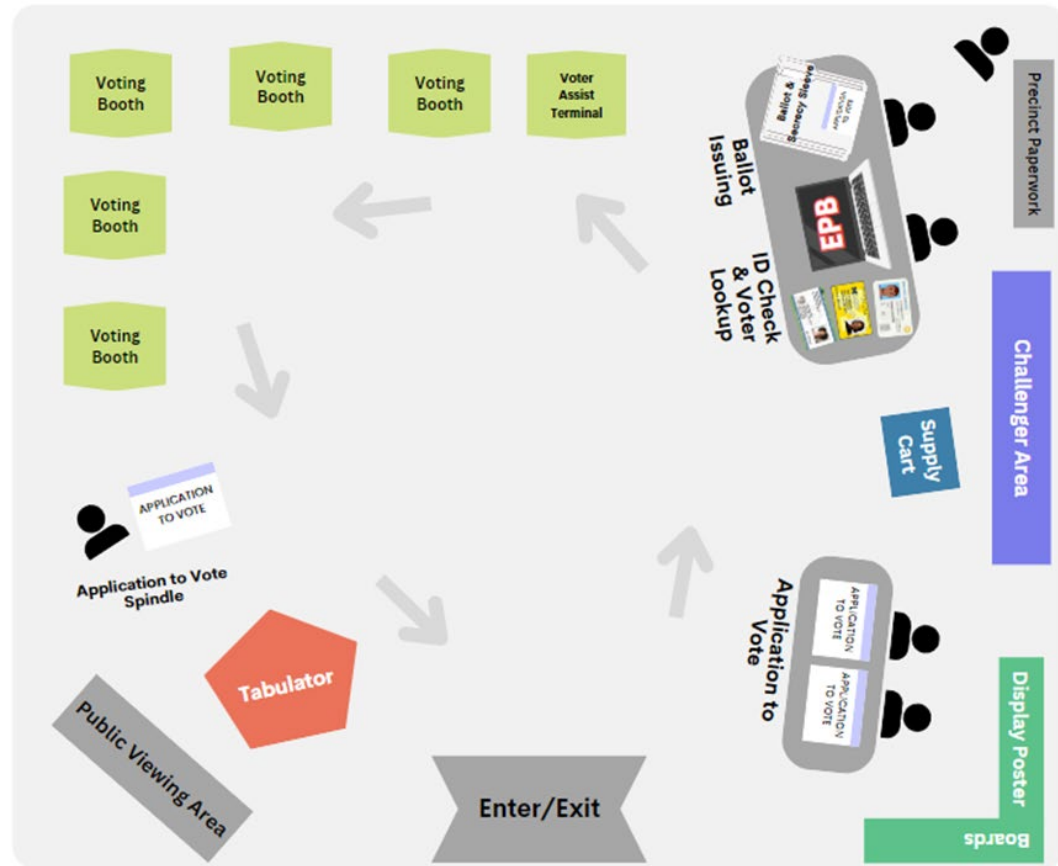 Voting
Booth
Voting
Booth
Voting
Booth
Voter
Assist
Terminal
Voting
Booth
Voting
Booth
Ballot &
Secrecy Sleeve
Ballot
Issuing
EPB
ID Check
& Voter
Lookup
Precinct Paperwork
Challenger Area
Supply
Cart
APPLICATION
TO VOTE
Application to Vote
Spindle
Tabulator
Public Viewing Area
Enter/Exit
Application to
Vote
APPLICATION
TO VOTE
APPLICATION
TO VOTE
Display Poster
Boards